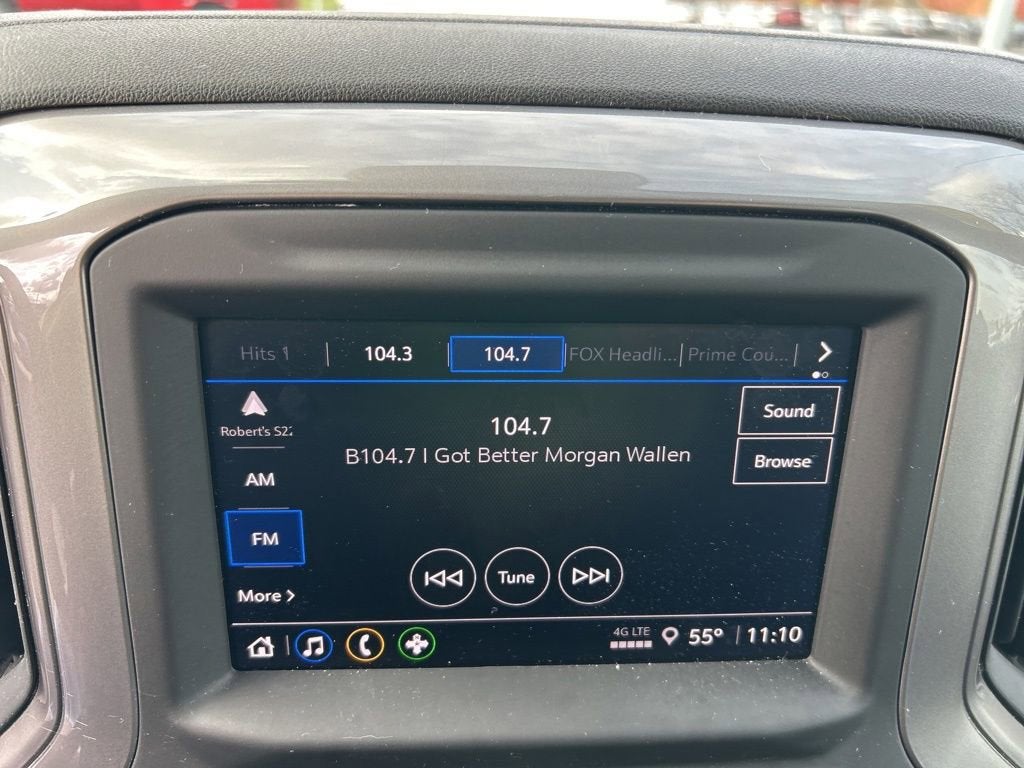 Hits 1 104.3 104.7 FOX Headli... Prime Cou...
Robert's S2
104.7
B104.7 I Got Better Morgan Wallen
Sound
Browse
AM
FM
More
Tune
4G LTE 55° 11:10